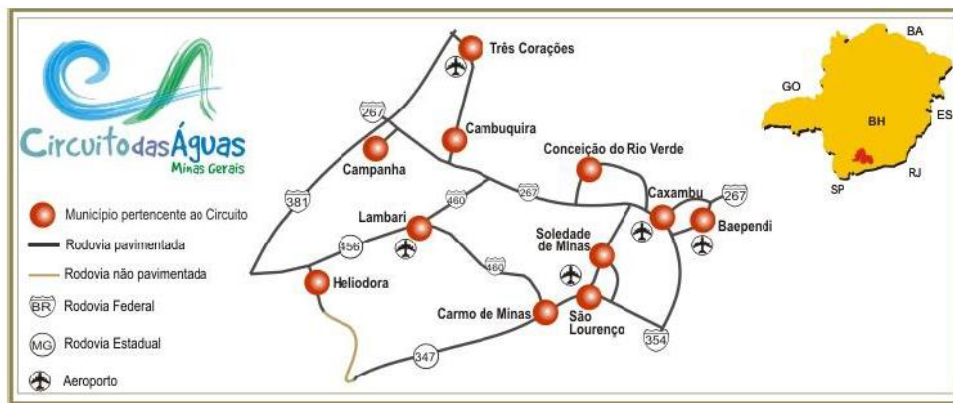 Circuito das Águas
Minas Gerais
Município pertencente ao Circuito
Rodovia pavimentada
Rodovia não pavimentada
BR Rodovia Federal
MG Rodovia Estadual
Aeroporto
Três Corações
267
Cambuquira
Campanha
Conceição do Rio Verde
381
460
267
Caxambu
267
Lambari
Baependi
456
Soledade
de Minas
460
Heliodora
Carmo de Minas
São
Lourenço
354
347
BA
GO
ES
BH
SP
RJ